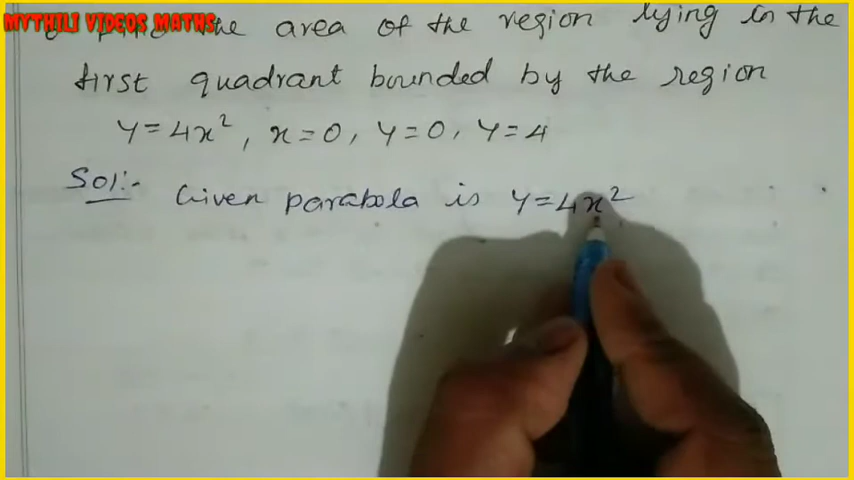 MYTHILI VIDEOS MATHS
the area of the region lying in the
first quadrant bounded by the region
y=4x², x=0, y=0, y=4
Sol:- Given parabola is y=4x²